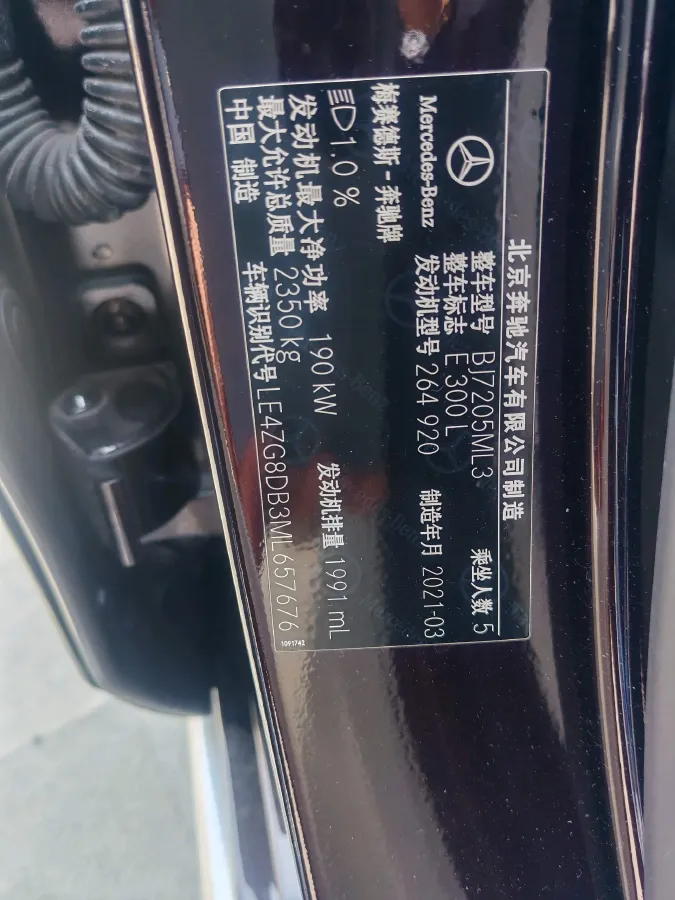 北京奔驰汽车有限公司制造
Mercedes-Benz
梅赛德斯-奔驰牌
整车型号 BJ7205ML3 乘坐人数 5
整车标志 E 300 L
发动机型号 264 920 制造年月 2021-03
1.0 %
发动机最大净功率 190 kW 发动机排量 1991 mL
最大允许总质量 2350 kg
中国 制造 车辆识别代号 LE4ZG8DB3ML657676
1091742